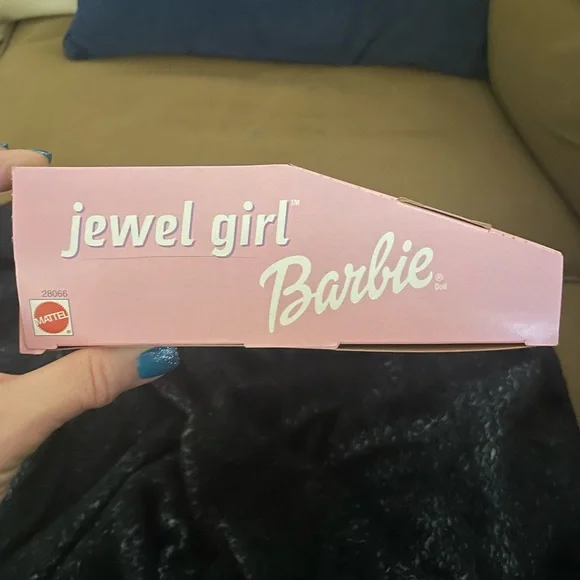 jewel girl™
Barbie®
Doll
28066
MATTEL®